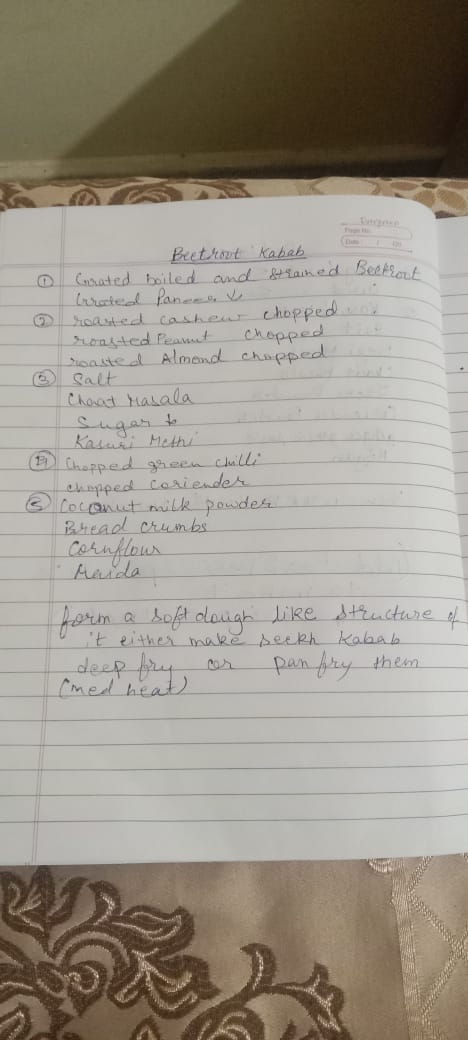 Evergreen
Page No.
Date / /20
Beetroot Kabab
① Grated boiled and strained Beetroot
Grated Paneer
② roasted cashew chopped
roasted Peanut chopped
roasted Almond chopped
③ Salt
Chaat Masala
Sugar
Kasuri Methi
④ Chopped green chilli
chopped coriender
⑤ Coconut milk powder
Bread crumbs
Cornflour
Maida
form a soft dough like structure of
it either make seekh Kabab
deep fry or pan fry them
(med heat)